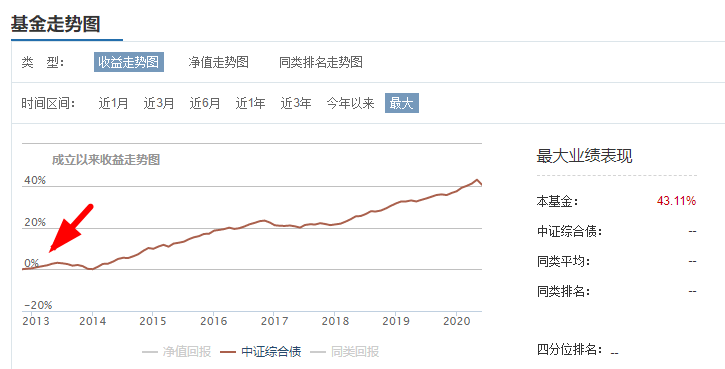 基金走势图
类 型： 收益走势图 净值走势图 同类排名走势图
时间区间： 近1月 近3月 近6月 近1年 近3年 今年以来 最大
成立以来收益走势图
40%
20%
0%
-20%
2013 2014 2015 2016 2017 2018 2019 2020
净值回报 中证综合债 同类回报
最大业绩表现
本基金： 43.11%
中证综合债： --
同类平均： --
同类排名： --
四分位排名： --